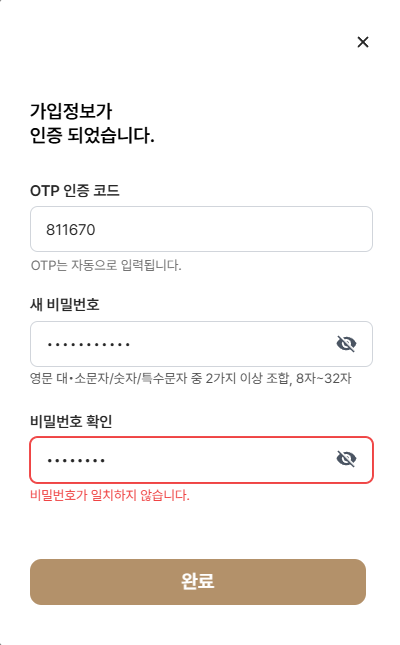 가입정보가
인증 되었습니다.
OTP 인증 코드
811670
OTP는 자동으로 입력됩니다.
새 비밀번호
•••••••••••
영문 대•소문자/숫자/특수문자 중 2가지 이상 조합, 8자~32자
비밀번호 확인
••••••••
비밀번호가 일치하지 않습니다.
완료